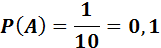 P(A) = 1/10 = 0,1